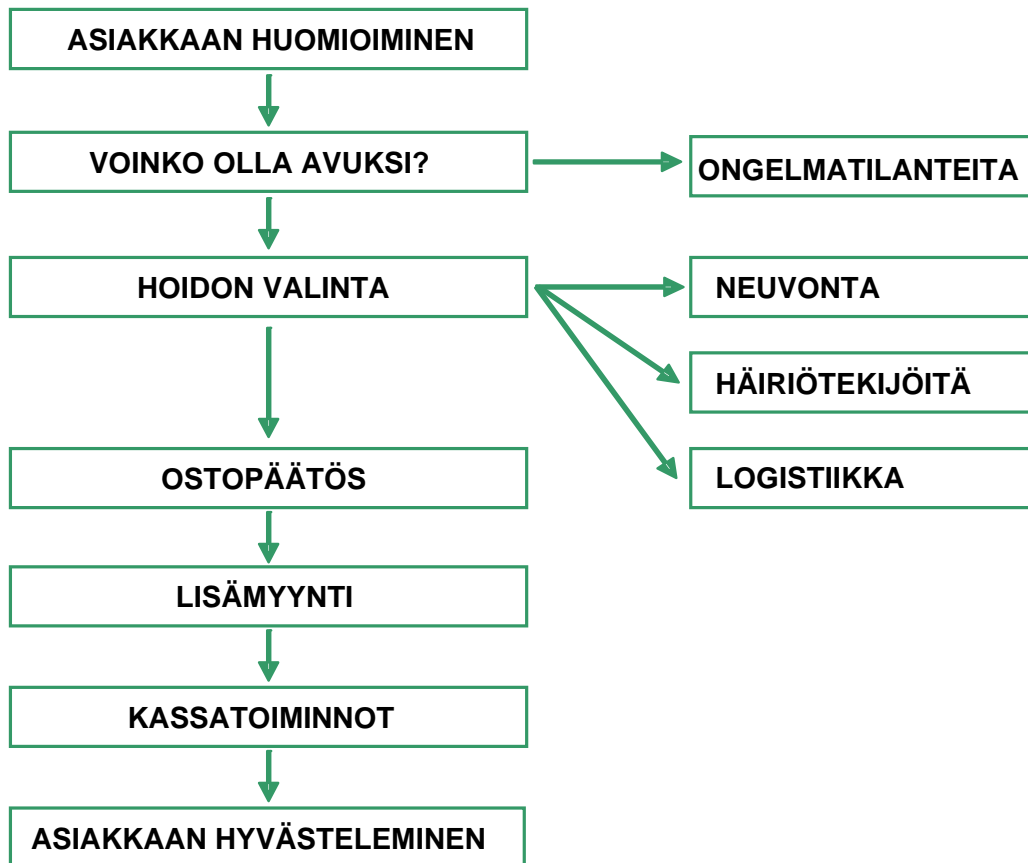 ASIAKKAAN HUOMIOIMINEN
VOINKO OLLA AVUKSI?
ONGELMATILANTEITA
HOIDON VALINTA
NEUVONTA
HÄIRIÖTEKIJÖITÄ
OSTOPÄÄTÖS
LOGISTIIKKA
LISÄMYYNTI
KASSATOIMINNOT
ASIAKKAAN HYVÄSTELEMINEN